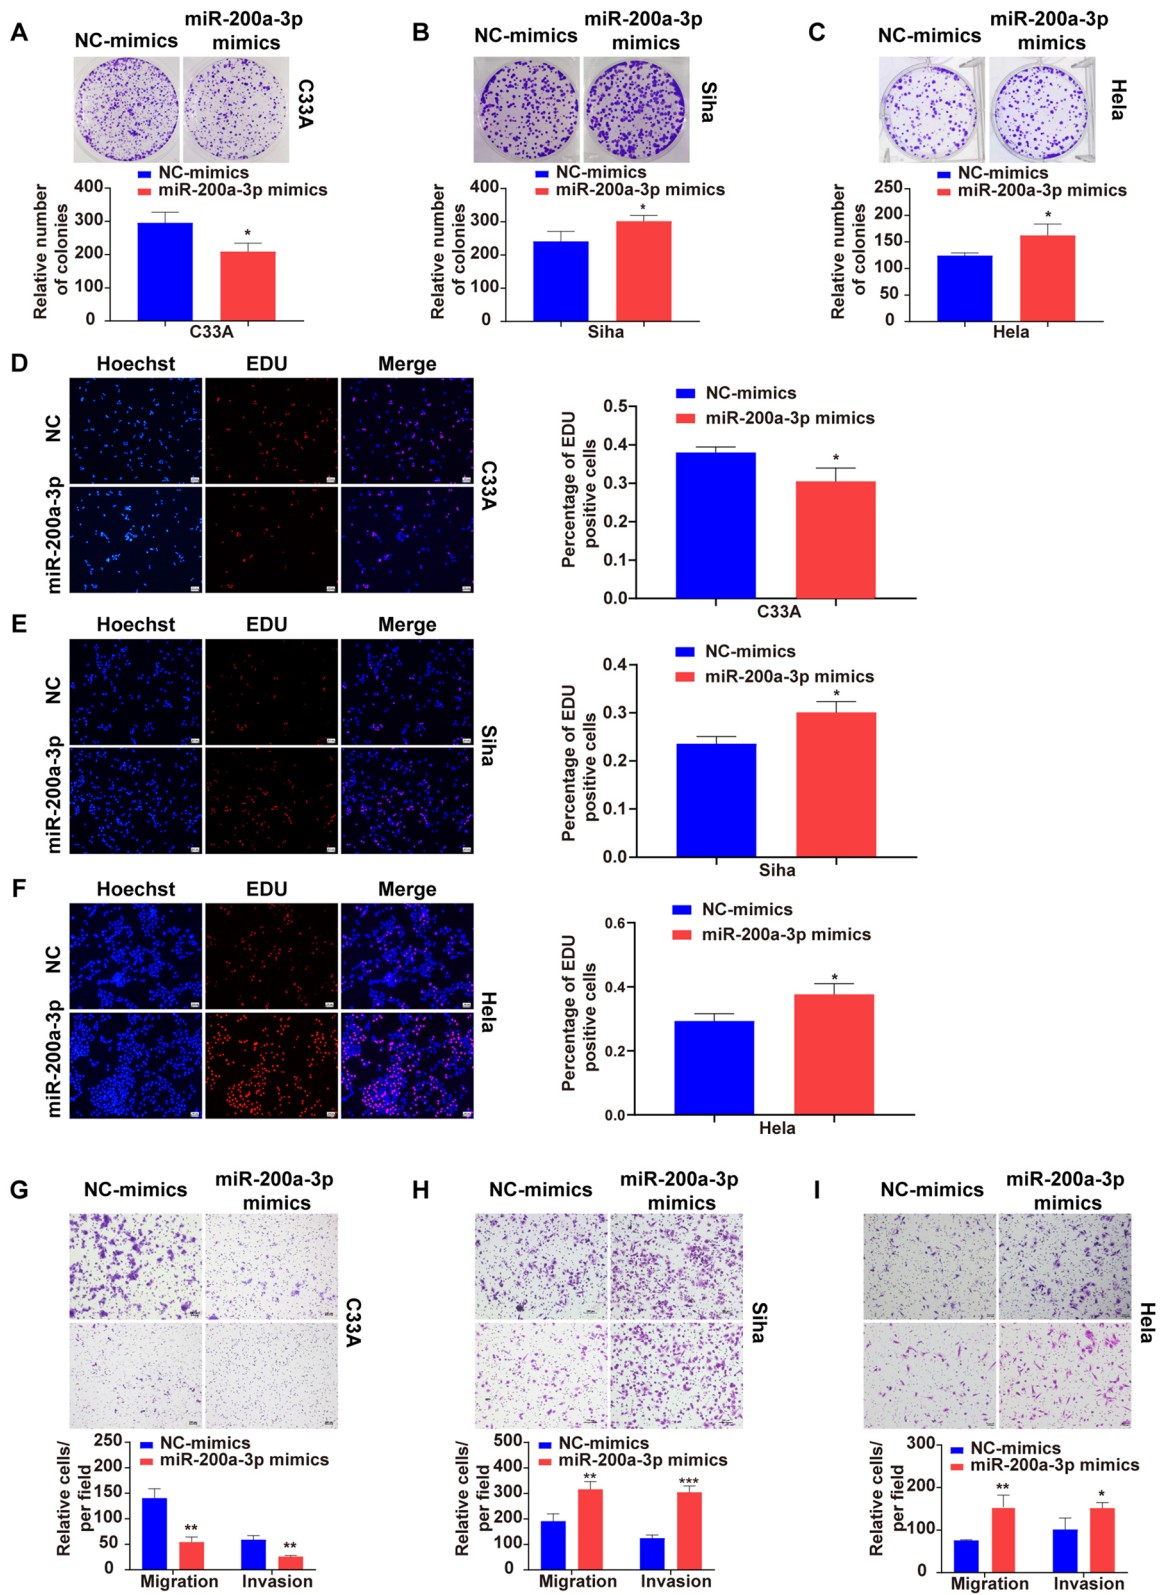 A
NC-mimics
miR-200a-3p
mimics
C33A
NC-mimics
miR-200a-3p mimics
Relative number
of colonies
400
300
200
100
0
*
C33A
B
NC-mimics
miR-200a-3p
mimics
Siha
NC-mimics
miR-200a-3p mimics
Relative number
of colonies
400
300
200
100
0
*
Siha
C
NC-mimics
miR-200a-3p
mimics
Hela
NC-mimics
miR-200a-3p mimics
Relative number
of colonies
250
200
150
100
50
0
*
Hela
D
Hoechst
EDU
Merge
NC
miR-200a-3p
C33A
NC-mimics
miR-200a-3p mimics
Percentage of EDU
positive cells
0.5
0.4
0.3
0.2
0.1
0.0
*
C33A
E
Hoechst
EDU
Merge
NC
miR-200a-3p
Siha
NC-mimics
miR-200a-3p mimics
Percentage of EDU
positive cells
0.4
0.3
0.2
0.1
0.0
*
Siha
F
Hoechst
EDU
Merge
NC
miR-200a-3p
Hela
NC-mimics
miR-200a-3p mimics
Percentage of EDU
positive cells
0.6
0.4
0.2
0.0
*
Hela
G
NC-mimics
miR-200a-3p
mimics
C33A
NC-mimics
miR-200a-3p mimics
Relative cells/
per field
250
200
150
100
50
0
**
**
Migration
Invasion
H
NC-mimics
miR-200a-3p
mimics
Siha
NC-mimics
miR-200a-3p mimics
Relative cells/
per field
500
400
300
200
100
0
**
***
Migration
Invasion
I
NC-mimics
miR-200a-3p
mimics
Hela
NC-mimics
miR-200a-3p mimics
Relative cells/
per field
300
200
100
0
**
*
Migration
Invasion